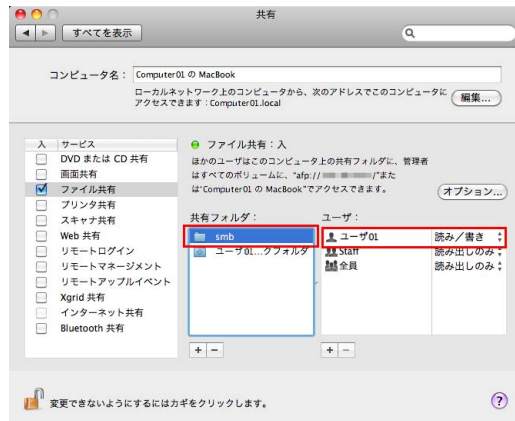 共有
すべてを表示
コンピュータ名： Computer01 の MacBook
ローカルネットワーク上のコンピュータから、次のアドレスでこのコンピュータに
アクセスできます：Computer01.local
編集...
入 サービス
DVD または CD 共有
画面共有
ファイル共有
プリンタ共有
スキャナ共有
Web 共有
リモートログイン
リモートマネージメント
リモートアップルイベント
Xgrid 共有
インターネット共有
Bluetooth 共有
ファイル共有：入
ほかのユーザはこのコンピュータ上の共有フォルダに、管理者
はすべてのボリュームに、"afp:// /"また
は"Computer01 の MacBook"でアクセスできます。
オプション...
共有フォルダ： ユーザ：
smb
ユーザ01...クフォルダ
ユーザ01 読み／書き
Staff 読み出しのみ
全員 読み出しのみ
+ −
+ −
変更できないようにするにはカギをクリックします。
?